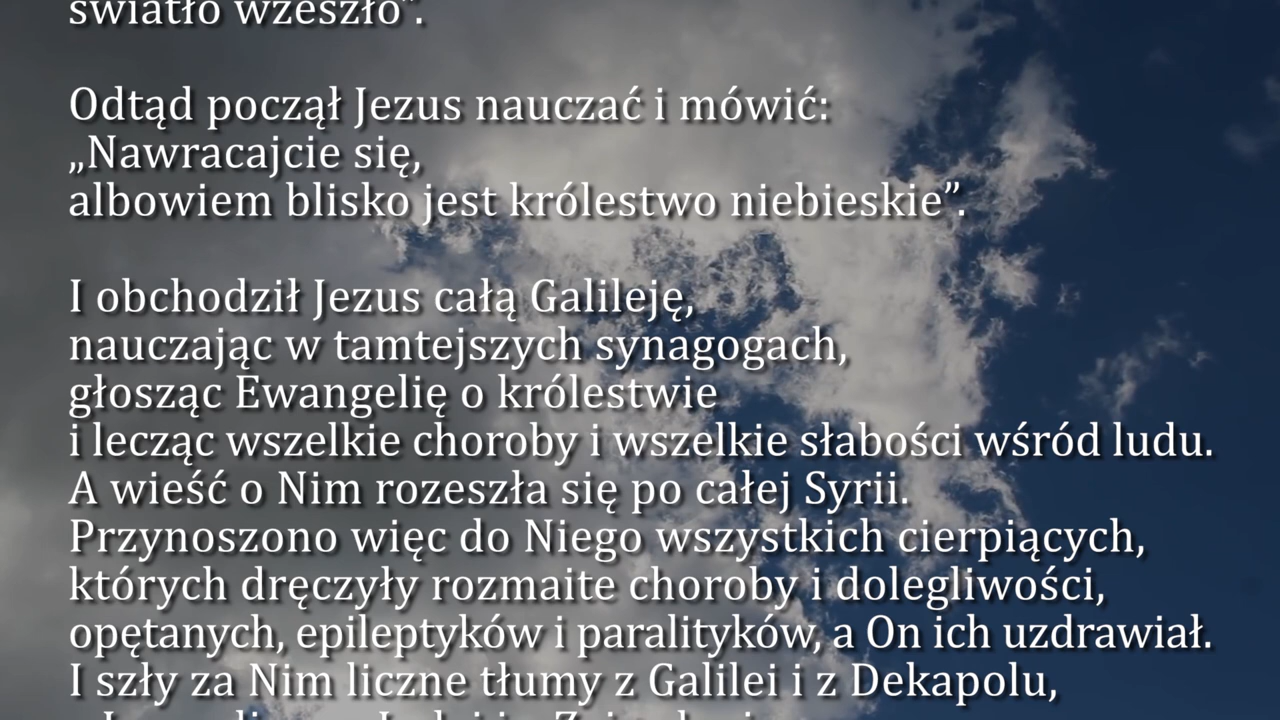 światło wzeszło”.
Odtąd począł Jezus nauczać i mówić:
„Nawracajcie się,
albowiem blisko jest królestwo niebieskie”.
I obchodził Jezus całą Galileję,
nauczając w tamtejszych synagogach,
głosząc Ewangelię o królestwie
i lecząc wszelkie choroby i wszelkie słabości wśród ludu.
A wieść o Nim rozeszła się po całej Syrii.
Przynoszono więc do Niego wszystkich cierpiących,
których dręczyły rozmaite choroby i dolegliwości,
opętanych, epileptyków i paralityków, a On ich uzdrawiał.
I szły za Nim liczne tłumy z Galilei i z Dekapolu,